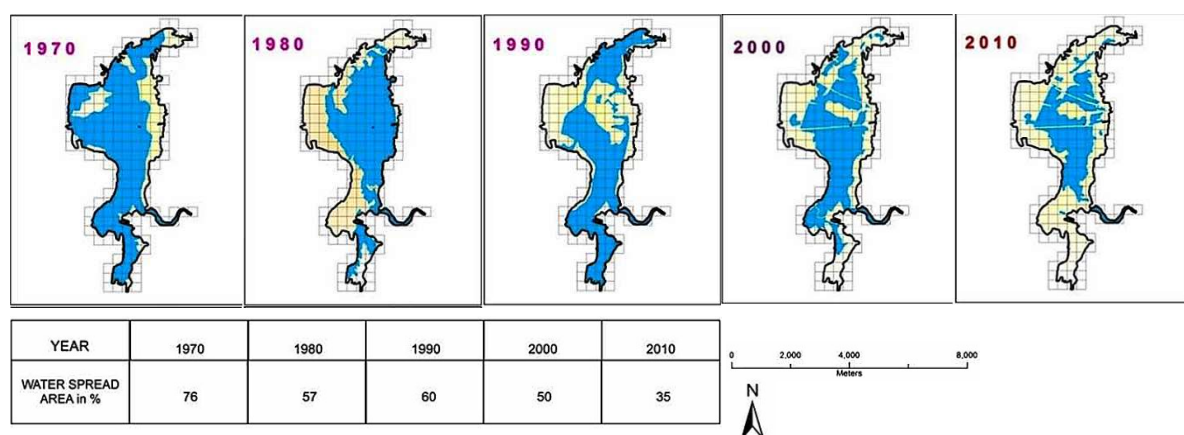 1970
1980
1990
2000
2010
YEAR 1970 1980 1990 2000 2010
WATER SPREAD
AREA in % 76 57 60 50 35
0 2,000 4,000 8,000
Meters
N